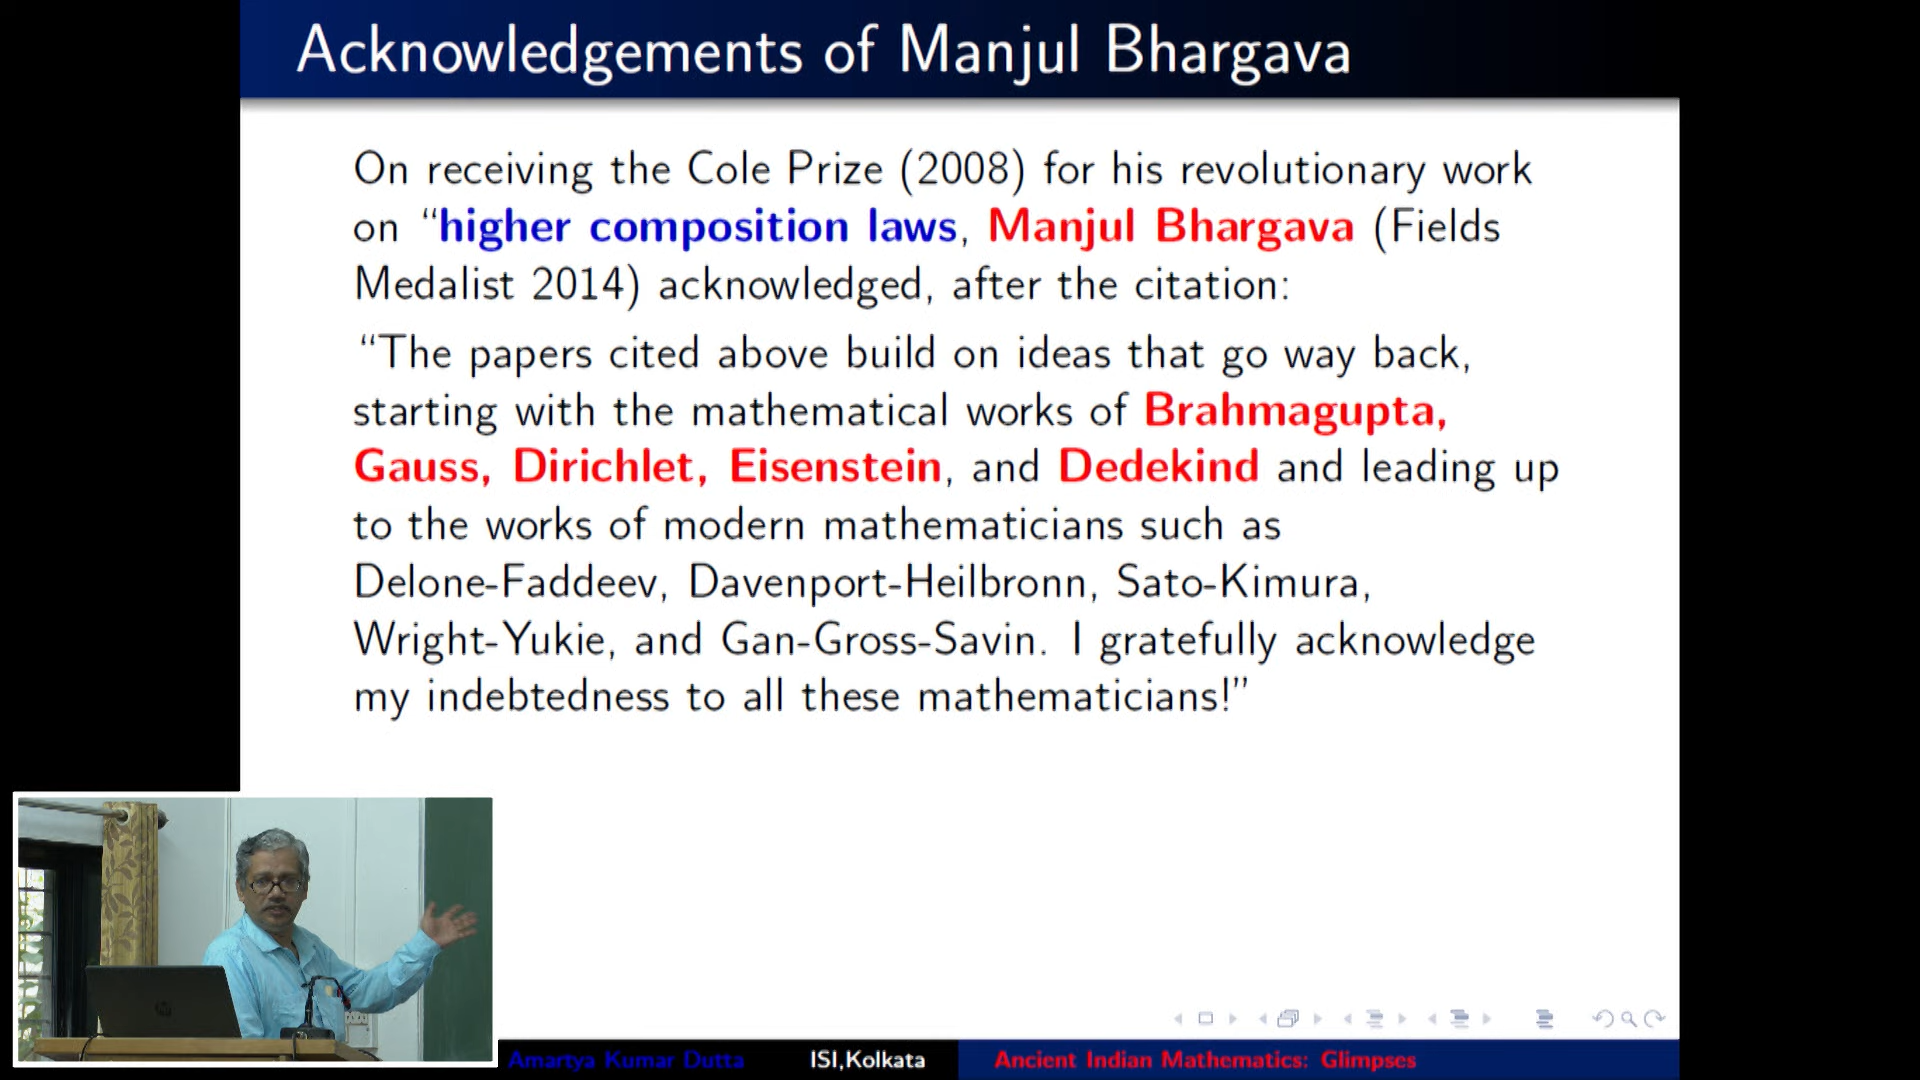 Acknowledgements of Manjul Bhargava
On receiving the Cole Prize (2008) for his revolutionary work
on “higher composition laws, Manjul Bhargava (Fields
Medalist 2014) acknowledged, after the citation:
“The papers cited above build on ideas that go way back,
starting with the mathematical works of Brahmagupta,
Gauss, Dirichlet, Eisenstein, and Dedekind and leading up
to the works of modern mathematicians such as
Delone-Faddeev, Davenport-Heilbronn, Sato-Kimura,
Wright-Yukie, and Gan-Gross-Savin. I gratefully acknowledge
my indebtedness to all these mathematicians!”
Amartya Kumar Dutta ISI,Kolkata Ancient Indian Mathematics: Glimpses